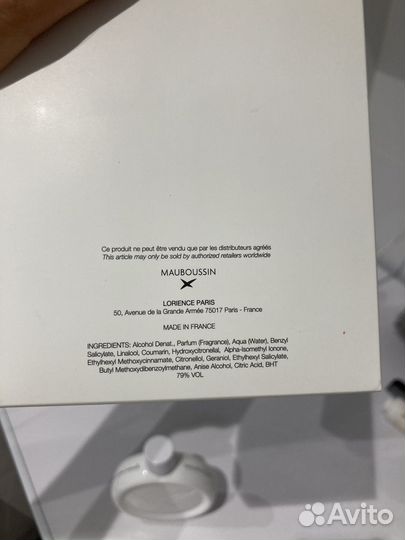 Ce produit ne peut être vendu que par les distributeurs agréés
This article may only be sold by authorized retailers worldwide
MAUBOUSSIN
LORIENCE PARIS
50, Avenue de la Grande Armée 75017 Paris - France
MADE IN FRANCE
INGREDIENTS: Alcohol Denat., Parfum (Fragrance), Aqua (Water), Benzyl
Salicylate, Linalool, Coumarin, Hydroxycitronellal, Alpha-Isomethyl Ionone,
Ethylhexyl Methoxycinnamate, Citronellol, Geraniol, Ethylhexyl Salicylate,
Butyl Methoxydibenzoylmethane, Anise Alcohol, Citric Acid, BHT
79% VOL
Avito